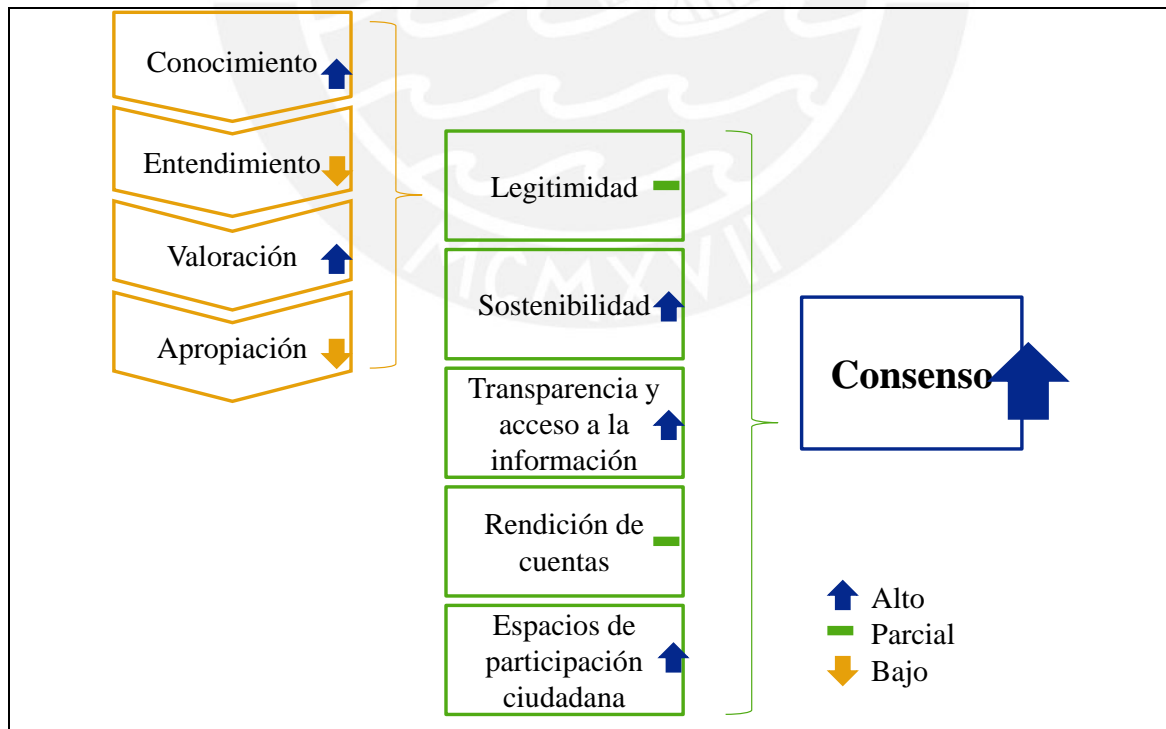 Conocimiento
Entendimiento
Valoración
Apropiación
Legitimidad
Sostenibilidad
Transparencia y
acceso a la
información
Rendición de
cuentas
Espacios de
participación
ciudadana
Consenso
Alto
Parcial
Bajo
MCMXVII